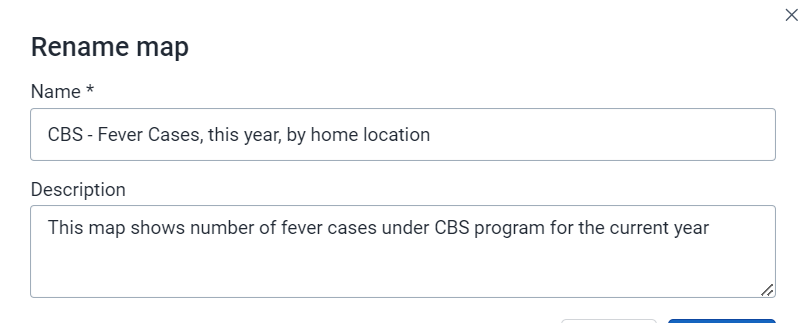 Rename map
Name *
CBS - Fever Cases, this year, by home location
Description
This map shows number of fever cases under CBS program for the current year